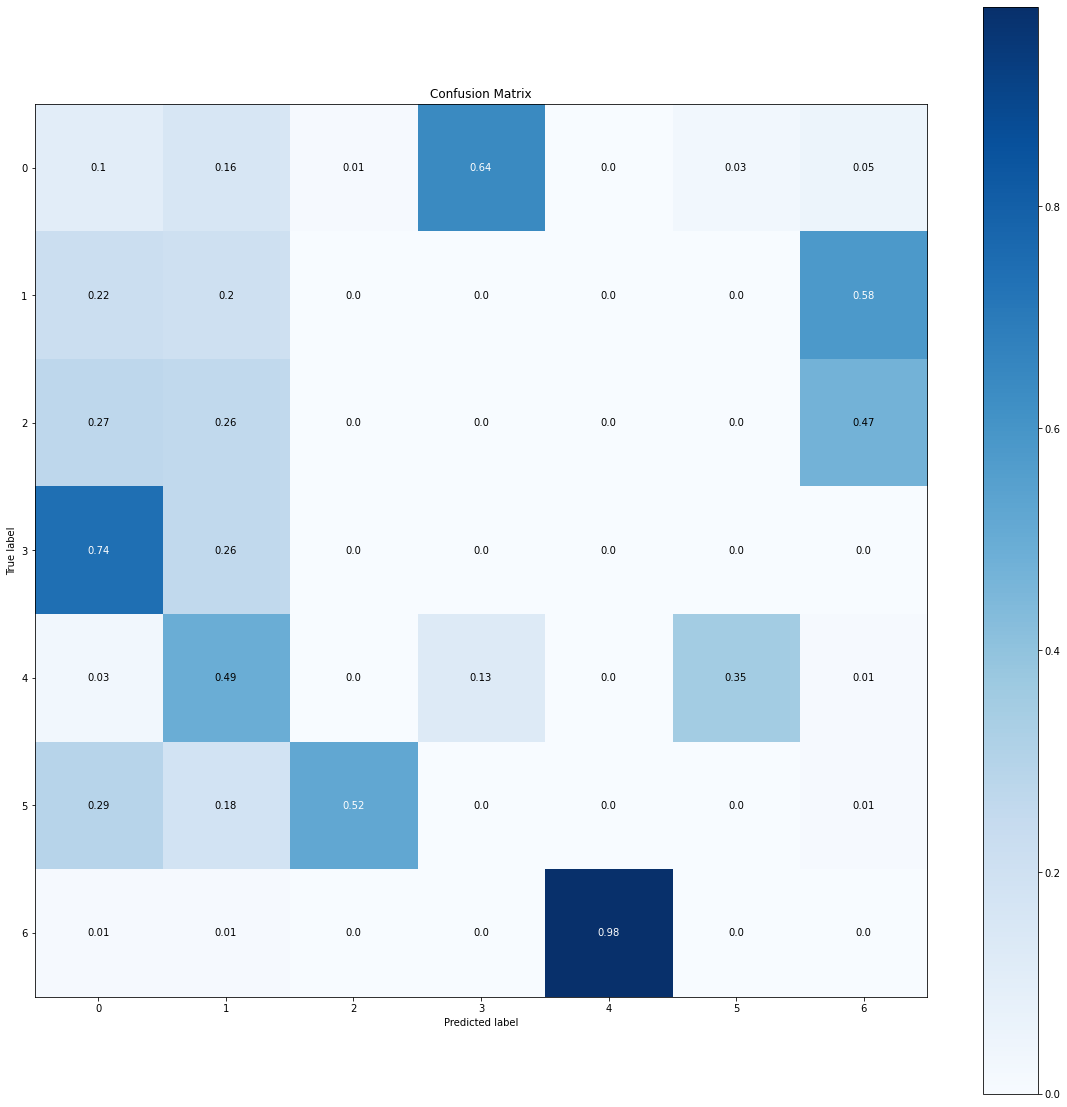 Confusion Matrix
0 0.1 0.16 0.01 0.64 0.0 0.03 0.05
1 0.22 0.2 0.0 0.0 0.0 0.0 0.58
2 0.27 0.26 0.0 0.0 0.0 0.0 0.47
3 0.74 0.26 0.0 0.0 0.0 0.0 0.0
4 0.03 0.49 0.0 0.13 0.0 0.35 0.01
5 0.29 0.18 0.52 0.0 0.0 0.0 0.01
6 0.01 0.01 0.0 0.0 0.98 0.0 0.0
0 1 2 3 4 5 6
Predicted label
True label
0.8
0.6
0.4
0.2
0.0